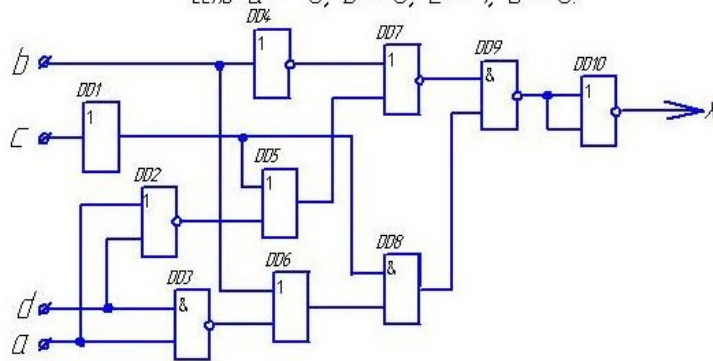 DD4
DD7
b 1 1 DD9
& DD10
DD1 1
1
c
DD5
DD2 1
1 DD8
DD6 &
DD3 1
d &
a